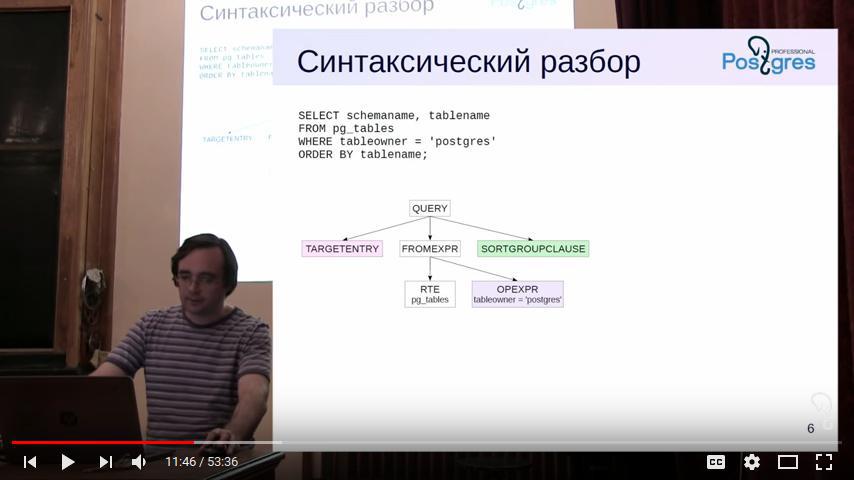 Синтаксический разбор
SELECT schemaname
FROM pg_tables
WHERE tableowner =
ORDER BY
TARGETENTRY
Синтаксический разбор
PROFESSIONAL
Postgres
SELECT schemaname, tablename
FROM pg_tables
WHERE tableowner = 'postgres'
ORDER BY tablename;
QUERY
TARGETENTRY
FROMEXPR
SORTGROUPCLAUSE
RTE
pg_tables
OPEXPR
tableowner = 'postgres'
6
11:46 / 53:36
CC